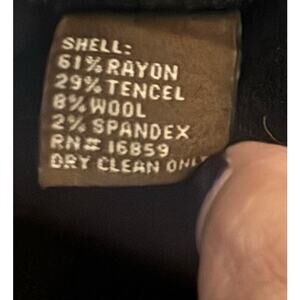 SHELL:
61% RAYON
29% TENCEL
8% WOOL
2% SPANDEX
RN# 16859
DRY CLEAN ONLY